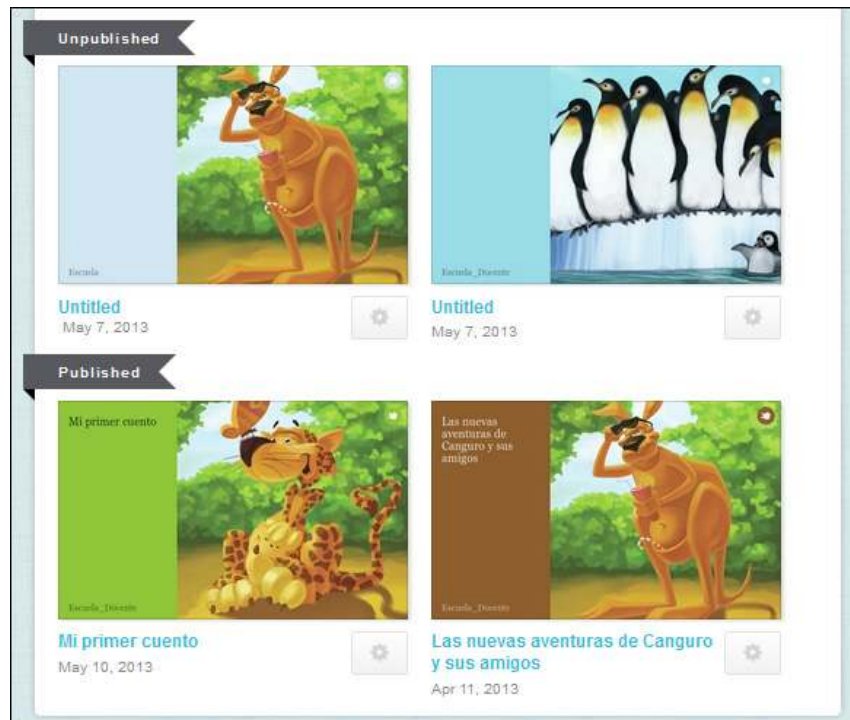 Unpublished
Escuela
Escuela_Docente
Untitled
May 7, 2013
Untitled
May 7, 2013
Published
Mi primer cuento
Escuela_Docente
Las nuevas
aventuras de
Canguro y sus
amigos
Escuela_Docente
Mi primer cuento
May 10, 2013
Las nuevas aventuras de Canguro
y sus amigos
Apr 11, 2013